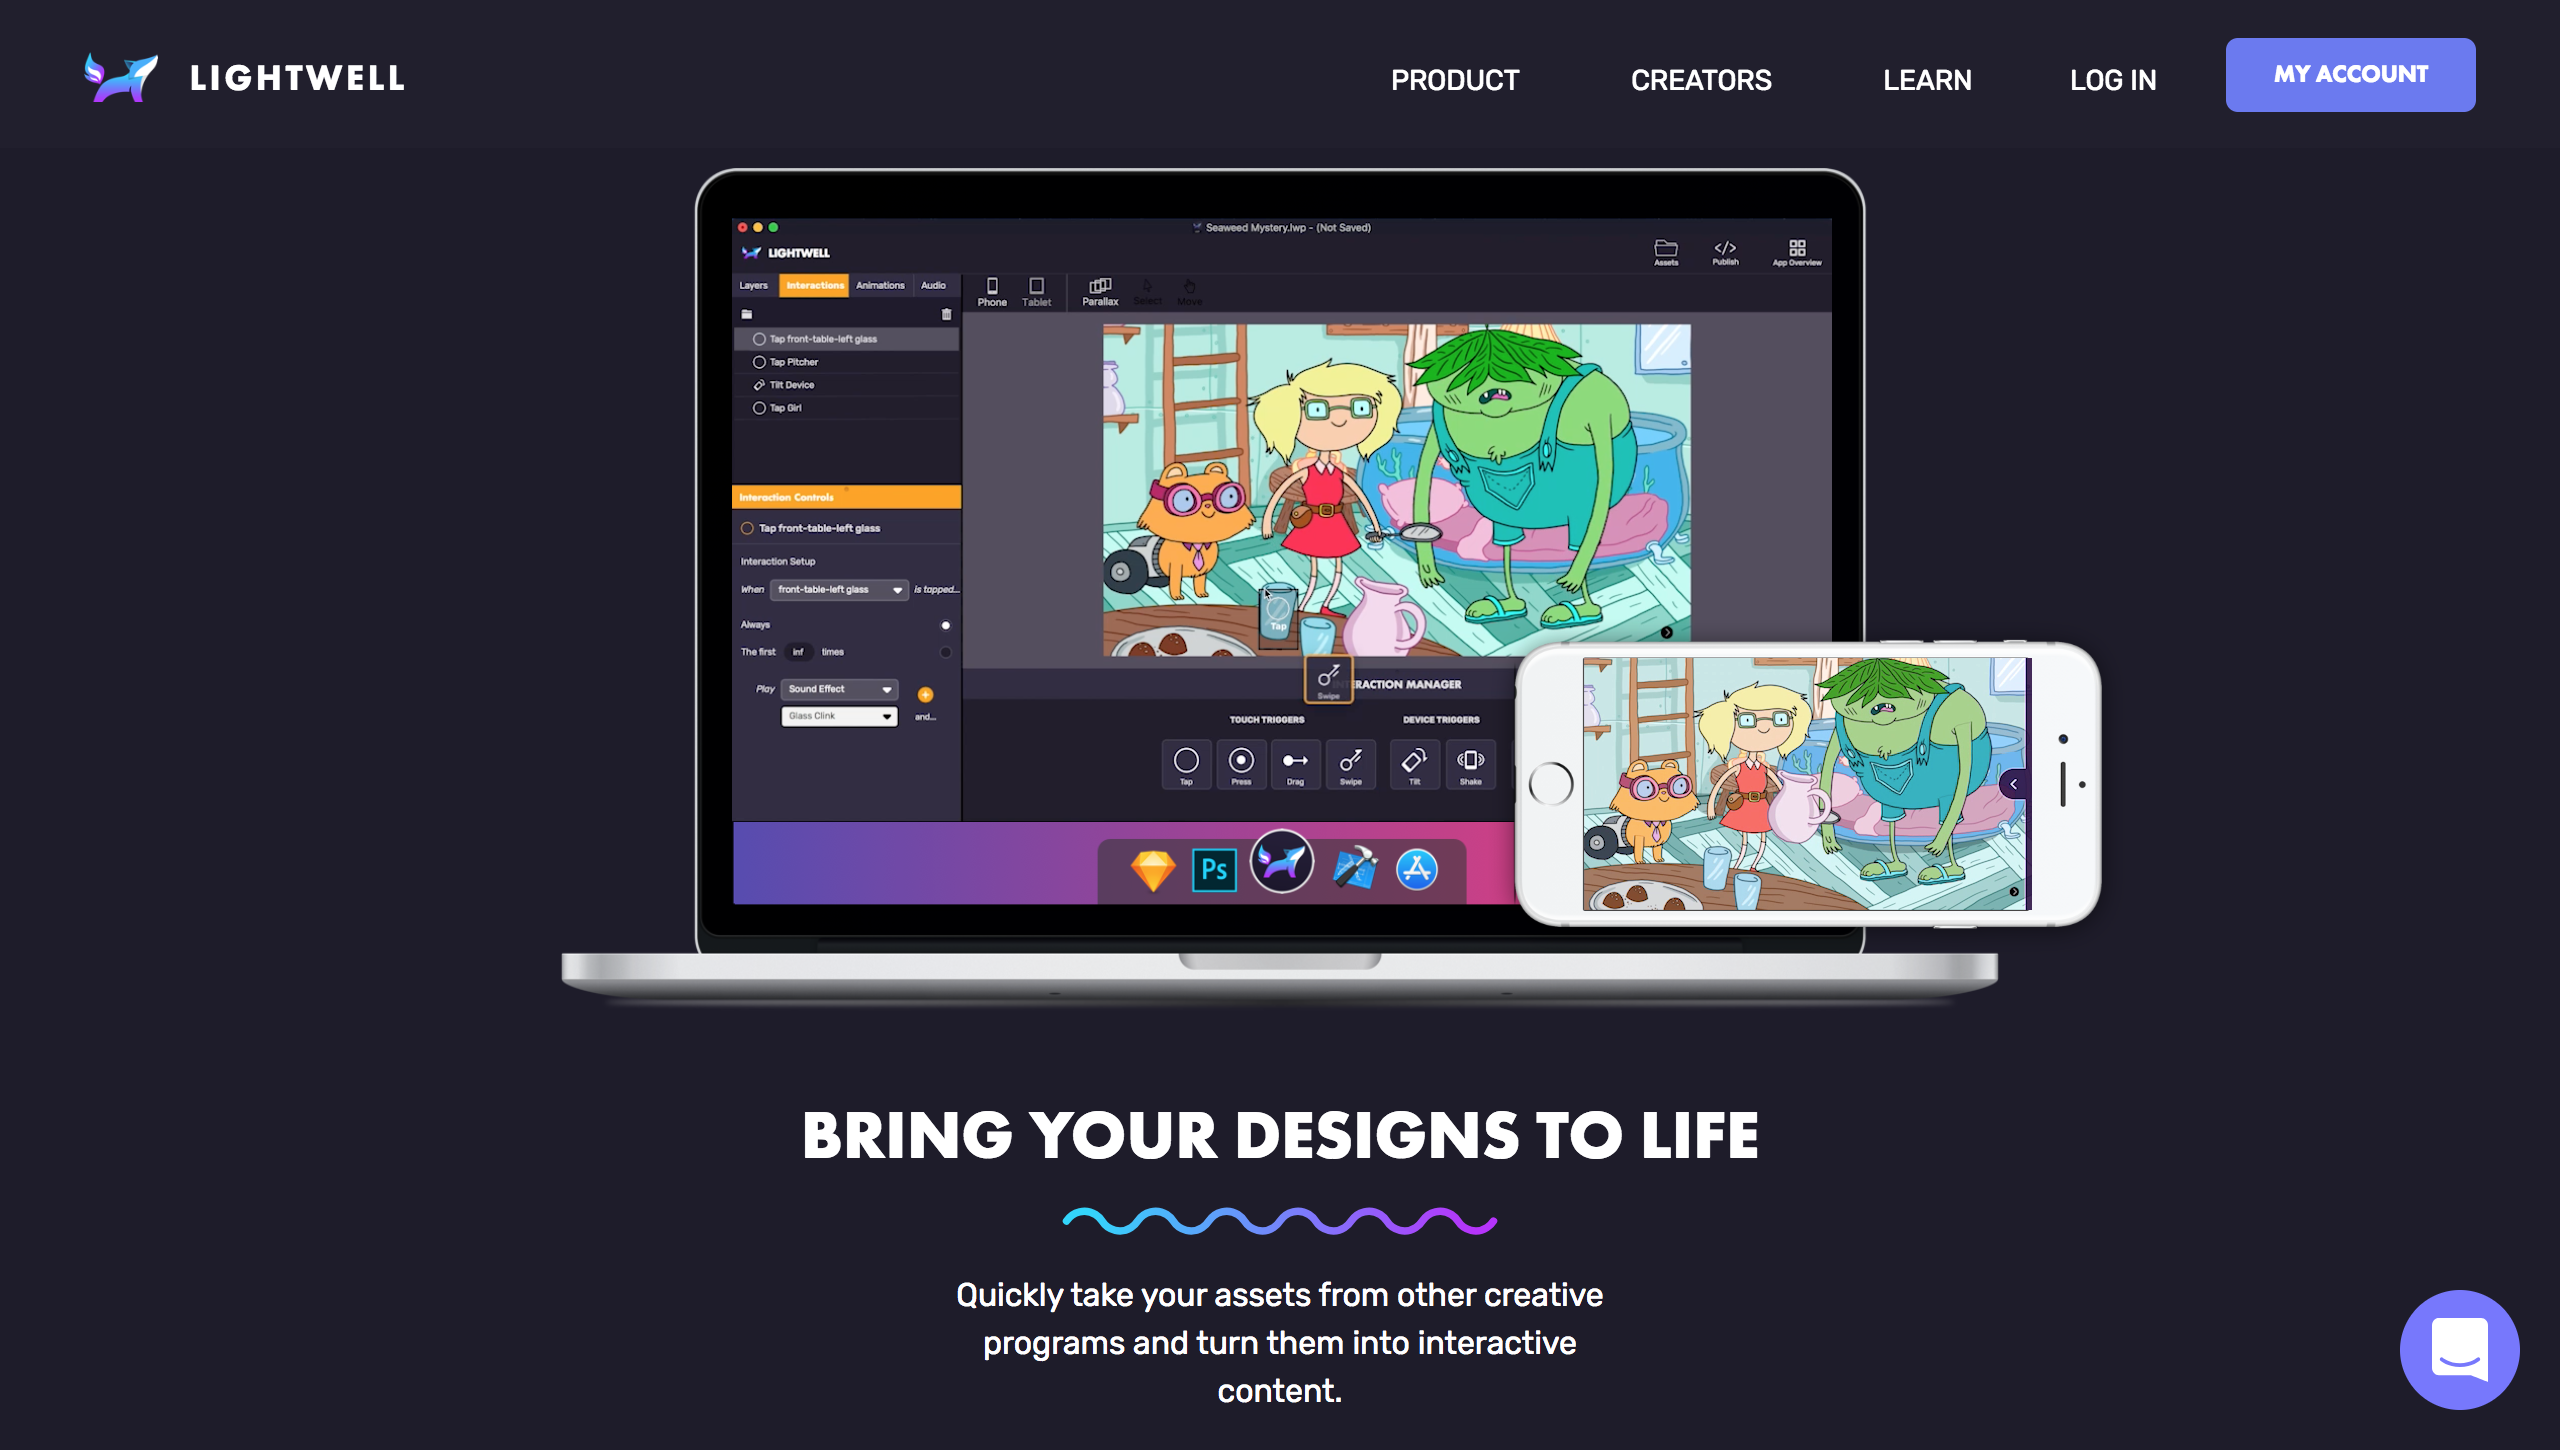 LIGHTWELL
PRODUCT
CREATORS
LEARN
LOG IN
MY ACCOUNT
Seaweed Mystery.lwp - (Not Saved)
LIGHTWELL
Assets
Publish
App Overview
Layers
Interactions
Animations
Audio
Phone
Tablet
Parallax
Select
Move
Tap front-table-left glass
Tap Pitcher
Tilt Device
Tap Girl
Interaction Controls
Tap front-table-left glass
Interaction Setup
When front-table-left glass is tapped...
Always
The first inf times
Play Sound Effect
Glass Clink and...
Tap
Swipe
ERACTION MANAGER
TOUCH TRIGGERS
DEVICE TRIGGERS
Tap
Press
Drag
Swipe
Tilt
Shake
Ps
BRING YOUR DESIGNS TO LIFE
Quickly take your assets from other creative
programs and turn them into interactive
content.